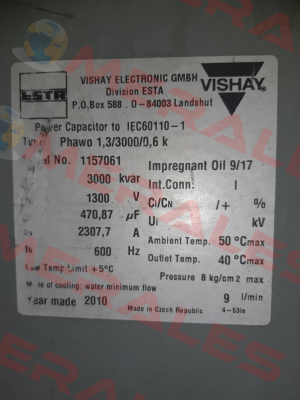 VISHAY ELECTRONIC GMBH
Division ESTA
P.O.Box 588 . D-84003 Landshut
ESTA
VISHAY
Power Capacitor to IEC60110-1
Phawo 1,3/3000/0,6 k
No. 1157061 Impregnant Oil 9/17
3000 kvar Int.Conn: I
1300 V Ci/CN /+ %
470,87 µF Ui kV
2307,7 A Ambient Temp. 50 °Cmax
600 Hz Outlet Temp. 40 °Cmax
Low Temp Limit +5°C Pressure 8 kg/cm2 max
Mode of cooling: water minimum flow 9 l/min
Year made 2010 Made in Czech Republic 4-53ie